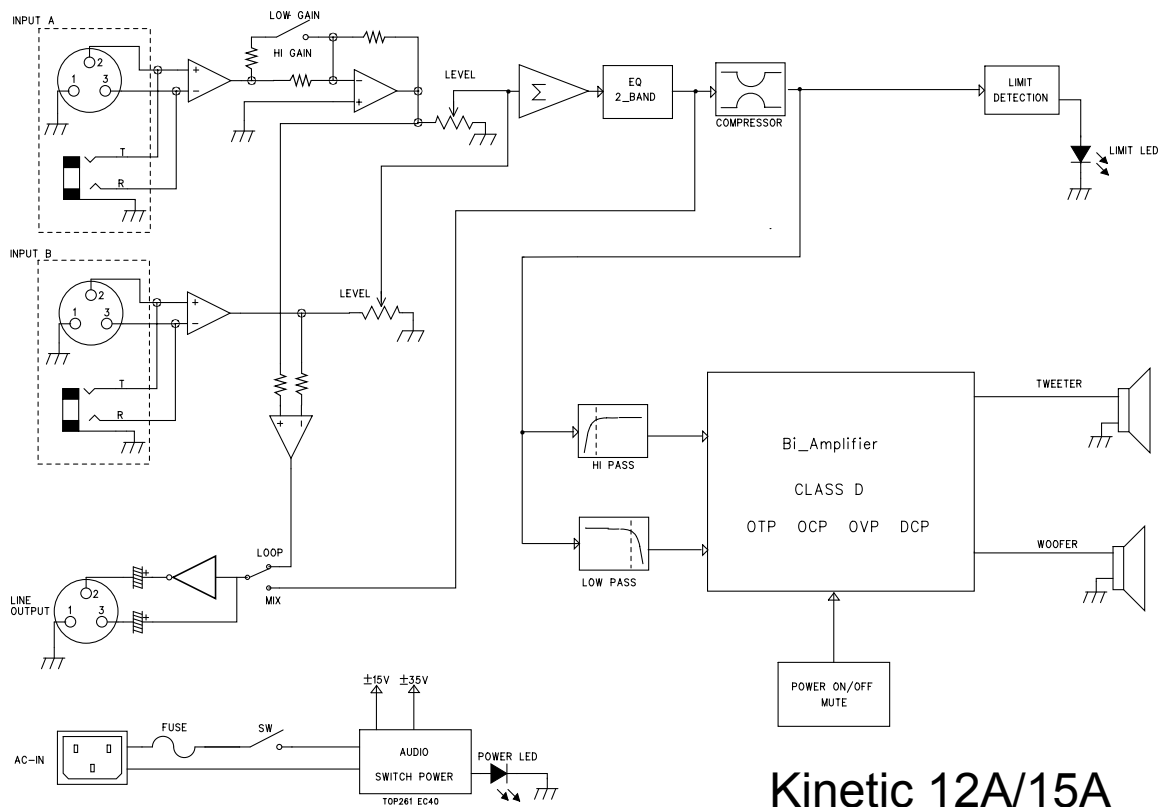 INPUT A
LOW GAIN
HI GAIN
2
1
3
+
−
−
+
T
R
LEVEL
Σ
EQ
2_BAND
COMPRESSOR
LIMIT
DETECTION
LIMIT LED
INPUT B
2
1
3
+
−
T
R
LEVEL
+
−
HI PASS
LOW PASS
Bi_Amplifier
CLASS D
OTP OCP OVP DCP
TWEETER
WOOFER
POWER ON/OFF
MUTE
LOOP
MIX
LINE
OUTPUT
2
1
3
+
+
±15V
±35V
AC-IN
FUSE
SW
AUDIO
SWITCH POWER
TOP261 EC40
POWER LED
Kinetic 12A/15A